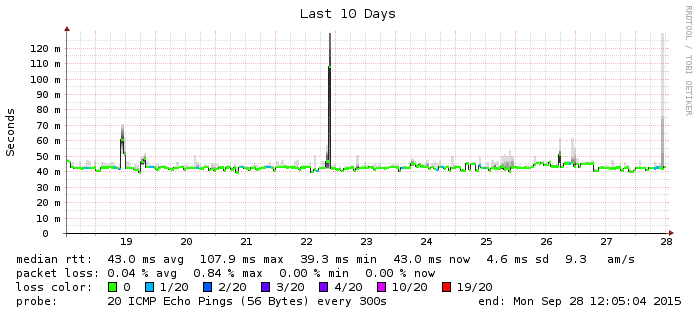 Last 10 Days
RRDTOOL / TOBI OETIKER
Seconds
120 m
110 m
100 m
90 m
80 m
70 m
60 m
50 m
40 m
30 m
20 m
10 m
0
19 20 21 22 23 24 25 26 27 28
median rtt: 43.0 ms avg 107.9 ms max 39.3 ms min 43.0 ms now 4.6 ms sd 9.3 am/s
packet loss: 0.04 % avg 0.84 % max 0.00 % min 0.00 % now
loss color: 0 1/20 2/20 3/20 4/20 10/20 19/20
probe: 20 ICMP Echo Pings (56 Bytes) every 300s end: Mon Sep 28 12:05:04 2015